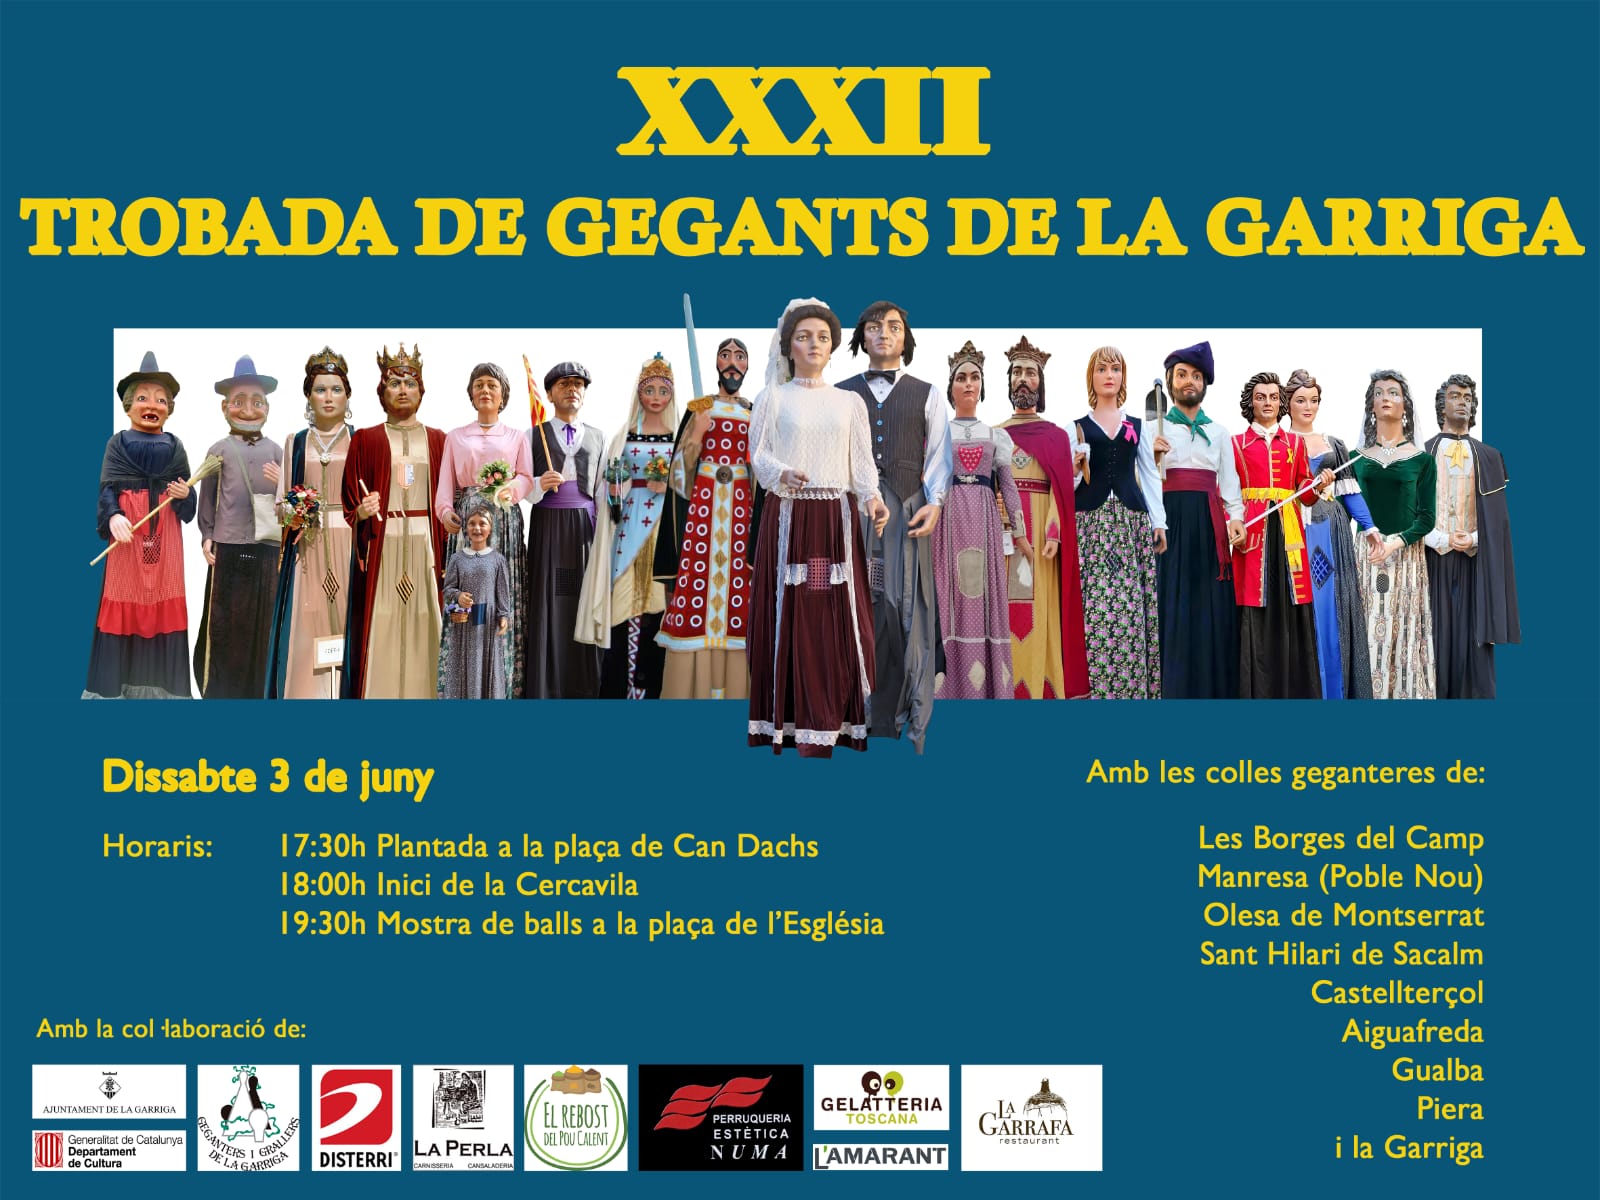 XXXII
TROBADA DE GEGANTS DE LA GARRIGA
Dissabte 3 de juny
Horaris:
17:30h Plantada a la plaça de Can Dachs
18:00h Inici de la Cercavila
19:30h Mostra de balls a la plaça de l'Església
Amb les colles geganteres de:
Les Borges del Camp
Manresa (Poble Nou)
Olesa de Montserrat
Sant Hilari de Sacalm
Castellterçol
Aiguafreda
Gualba
Piera
i la Garriga
Amb la col·laboració de:
AJUNTAMENT DE LA GARRIGA
Generalitat de Catalunya
Departament
de Cultura
GEGANTERS I GRALLERS
DE LA GARRIGA
DISTERRI
LA PERLA
CARNISSERIA CANSALADERIA
EL REBOST
DEL POU CALENT
PERRUQUERIA
ESTÈTICA
NUMA
GELATTERIA
TOSCANA
L'AMARANT
LA
GARRAFA
restaurant